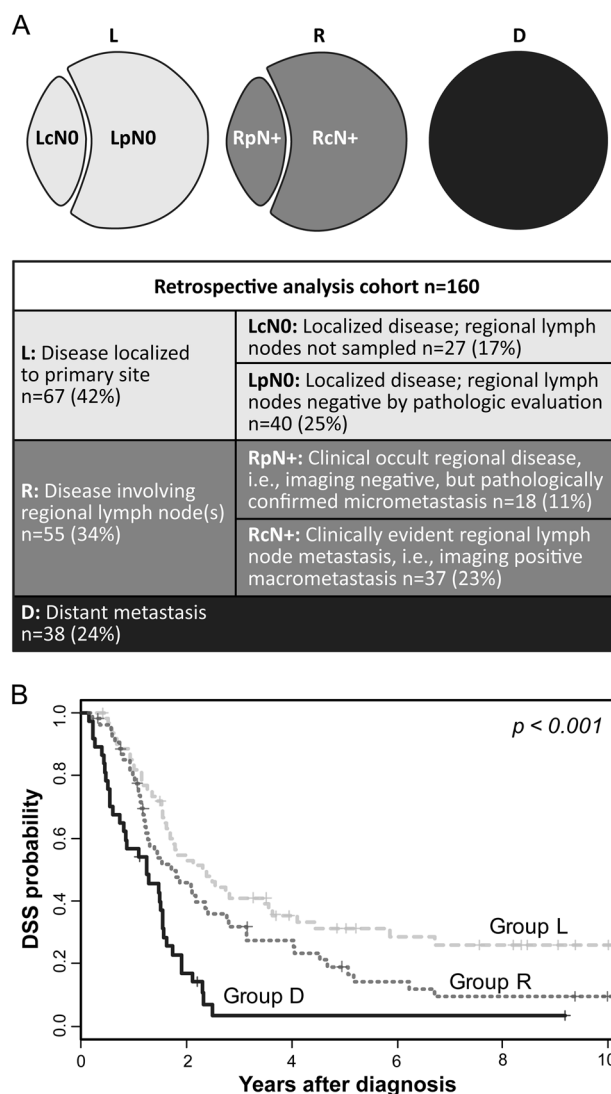 A
L R D
LcN0 LpN0 RpN+ RcN+
Retrospective analysis cohort n=160
L: Disease localized
to primary site
n=67 (42%)
LcN0: Localized disease; regional lymph
nodes not sampled n=27 (17%)
LpN0: Localized disease; regional lymph
nodes negative by pathologic evaluation
n=40 (25%)
R: Disease involving
regional lymph node(s)
n=55 (34%)
RpN+: Clinical occult regional disease,
i.e., imaging negative, but pathologically
confirmed micrometastasis n=18 (11%)
RcN+: Clinically evident regional lymph
node metastasis, i.e., imaging positive
macrometastasis n=37 (23%)
D: Distant metastasis
n=38 (24%)
B
p < 0.001
DSS probability
1.0
0.8
0.6
0.4
0.2
0.0
Group L
Group R
Group D
0 2 4 6 8 10
Years after diagnosis